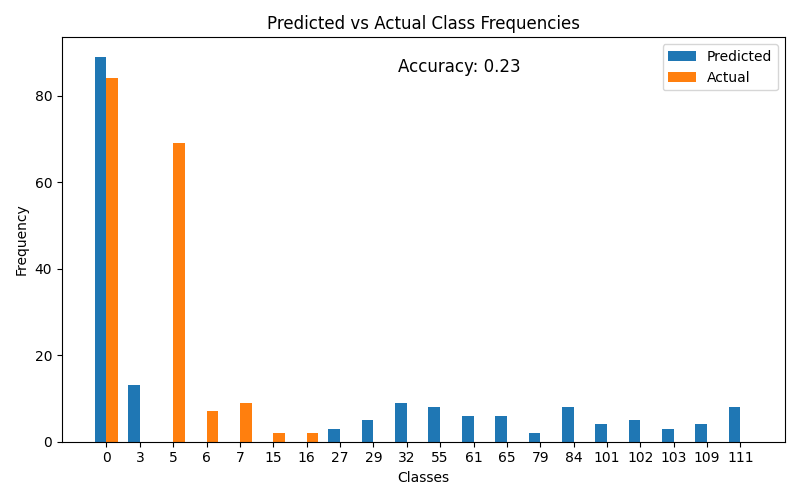 Predicted vs Actual Class Frequencies
Accuracy: 0.23
Predicted
Actual
80
60
40
20
0
Frequency
0 3 5 6 7 15 16 27 29 32 55 61 65 79 84 101 102 103 109 111
Classes